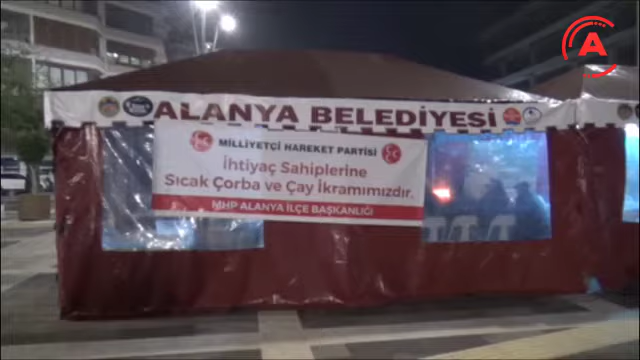 ALANYA BELEDİYESİ
MİLLİYETÇİ HAREKET PARTİSİ
İhtiyaç Sahiplerine
Sıcak Çorba ve Çay İkramımızdır.
MHP ALANYA İLÇE BAŞKANLIĞI
A